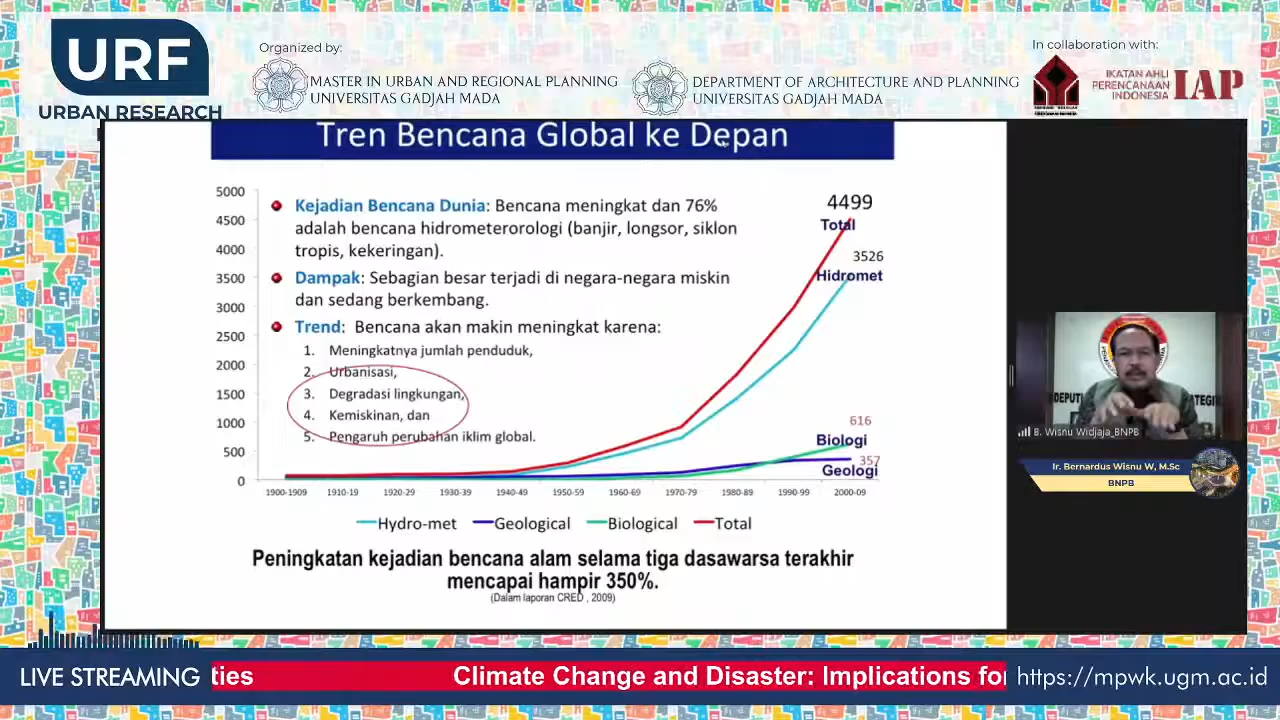 URF
URBAN RESEARCH
Organized by:
MASTER IN URBAN AND REGIONAL PLANNING
UNIVERSITAS GADJAH MADA
DEPARTMENT OF ARCHITECTURE AND PLANNING
UNIVERSITAS GADJAH MADA
In collaboration with:
IKATAN AHLI
PERENCANAAN
INDONESIA
IAP
Tren Bencana Global ke Depan
5000
4500
4000
3500
3000
2500
2000
1500
1000
500
0
Kejadian Bencana Dunia: Bencana meningkat dan 76%
adalah bencana hidrometerorologi (banjir, longsor, siklon
tropis, kekeringan).
Dampak: Sebagian besar terjadi di negara-negara miskin
dan sedang berkembang.
Trend: Bencana akan makin meningkat karena:
1. Meningkatnya jumlah penduduk,
2. Urbanisasi,
3. Degradasi lingkungan,
4. Kemiskinan, dan
5. Pengaruh perubahan iklim global.
4499
Total
3526
Hidromet
616
Biologi
357
Geologi
1900-1909 1910-19 1920-29 1930-39 1940-49 1950-59 1960-69 1970-79 1980-89 1990-99 2000-09
Hydro-met Geological Biological Total
Peningkatan kejadian bencana alam selama tiga dasawarsa terakhir
mencapai hampir 350%.
(Dalam laporan CRED , 2009)
DEPUT
ATEGI
B. Wisnu Widjaja_BNPB
Ir. Bernardus Wisnu W, M.Sc
BNPB
LIVE STREAMING
ties
Climate Change and Disaster: Implications for
https://mpwk.ugm.ac.id